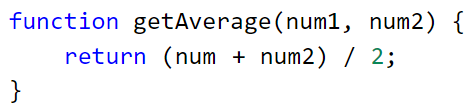 function getAverage(num1, num2) {
    return (num + num2) / 2;
}